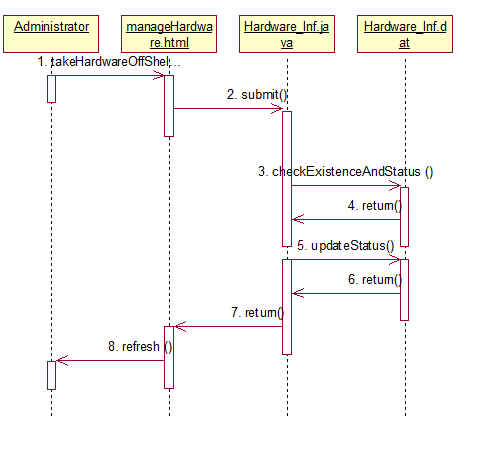 Administrator
manageHardwa
re.html
Hardware_Inf.ja
va
Hardware_Inf.d
at
1. takeHardwareOffShel...
2. submit()
3. checkExistenceAndStatus ()
4. return()
5. updateStatus()
6. return()
7. return()
8. refresh ()